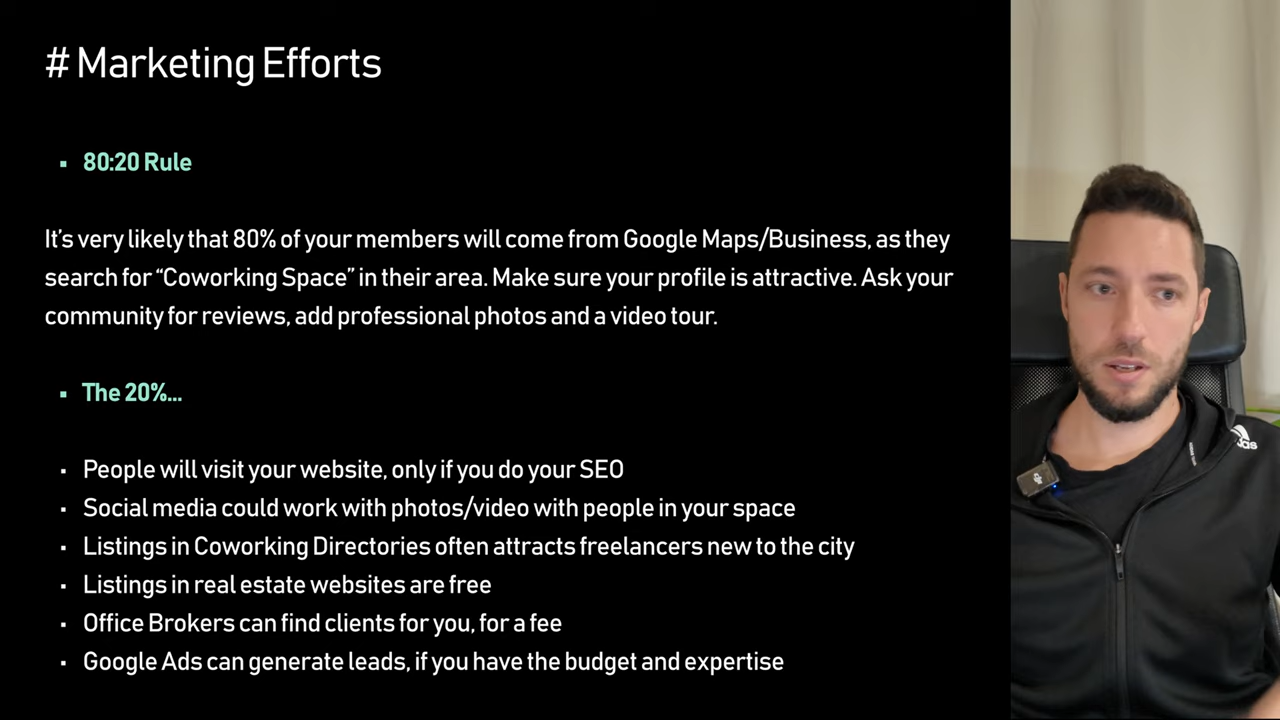 # Marketing Efforts
▪ 80:20 Rule
It's very likely that 80% of your members will come from Google Maps/Business, as they
search for “Coworking Space” in their area. Make sure your profile is attractive. Ask your
community for reviews, add professional photos and a video tour.
▪ The 20%...
▪ People will visit your website, only if you do your SEO
▪ Social media could work with photos/video with people in your space
▪ Listings in Coworking Directories often attracts freelancers new to the city
▪ Listings in real estate websites are free
▪ Office Brokers can find clients for you, for a fee
▪ Google Ads can generate leads, if you have the budget and expertise
dji